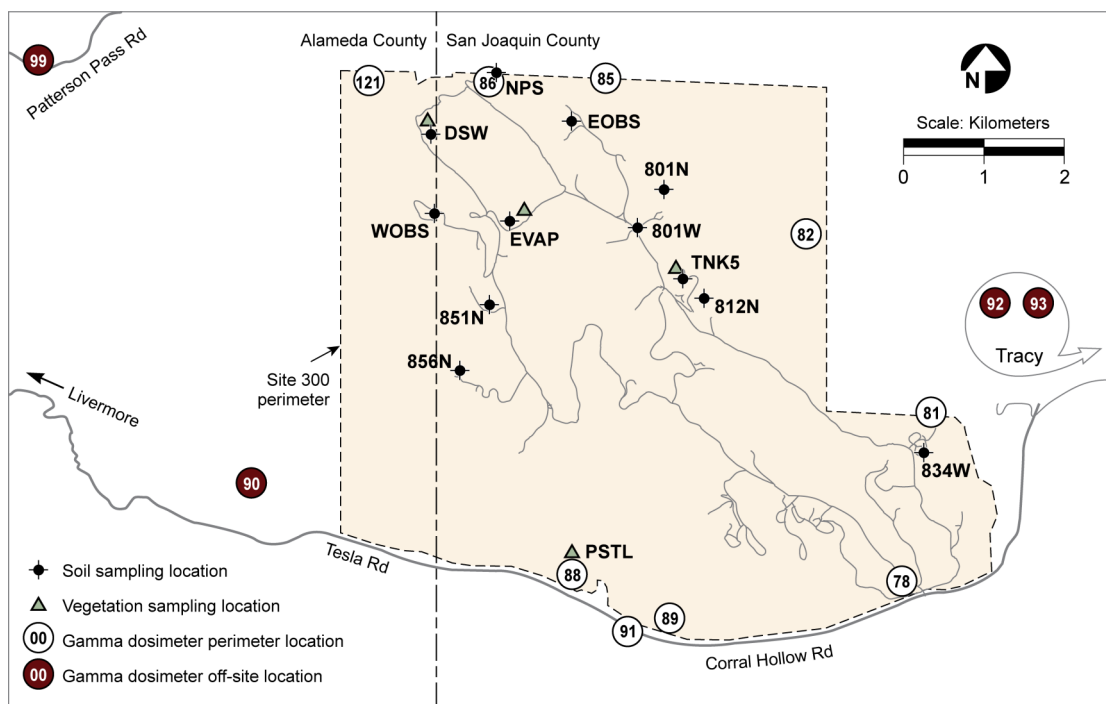 Alameda County
San Joaquin County
99
Patterson Pass Rd
121
86
85
NPS
N
DSW
EOBS
Scale: Kilometers
0 1 2
801N
WOBS
EVAP
801W
82
TNK5
812N
92
93
Tracy
851N
856N
Site 300
perimeter
Livermore
81
834W
90
Tesla Rd
PSTL
88
78
89
91
Corral Hollow Rd
Soil sampling location
Vegetation sampling location
00 Gamma dosimeter perimeter location
00 Gamma dosimeter off-site location